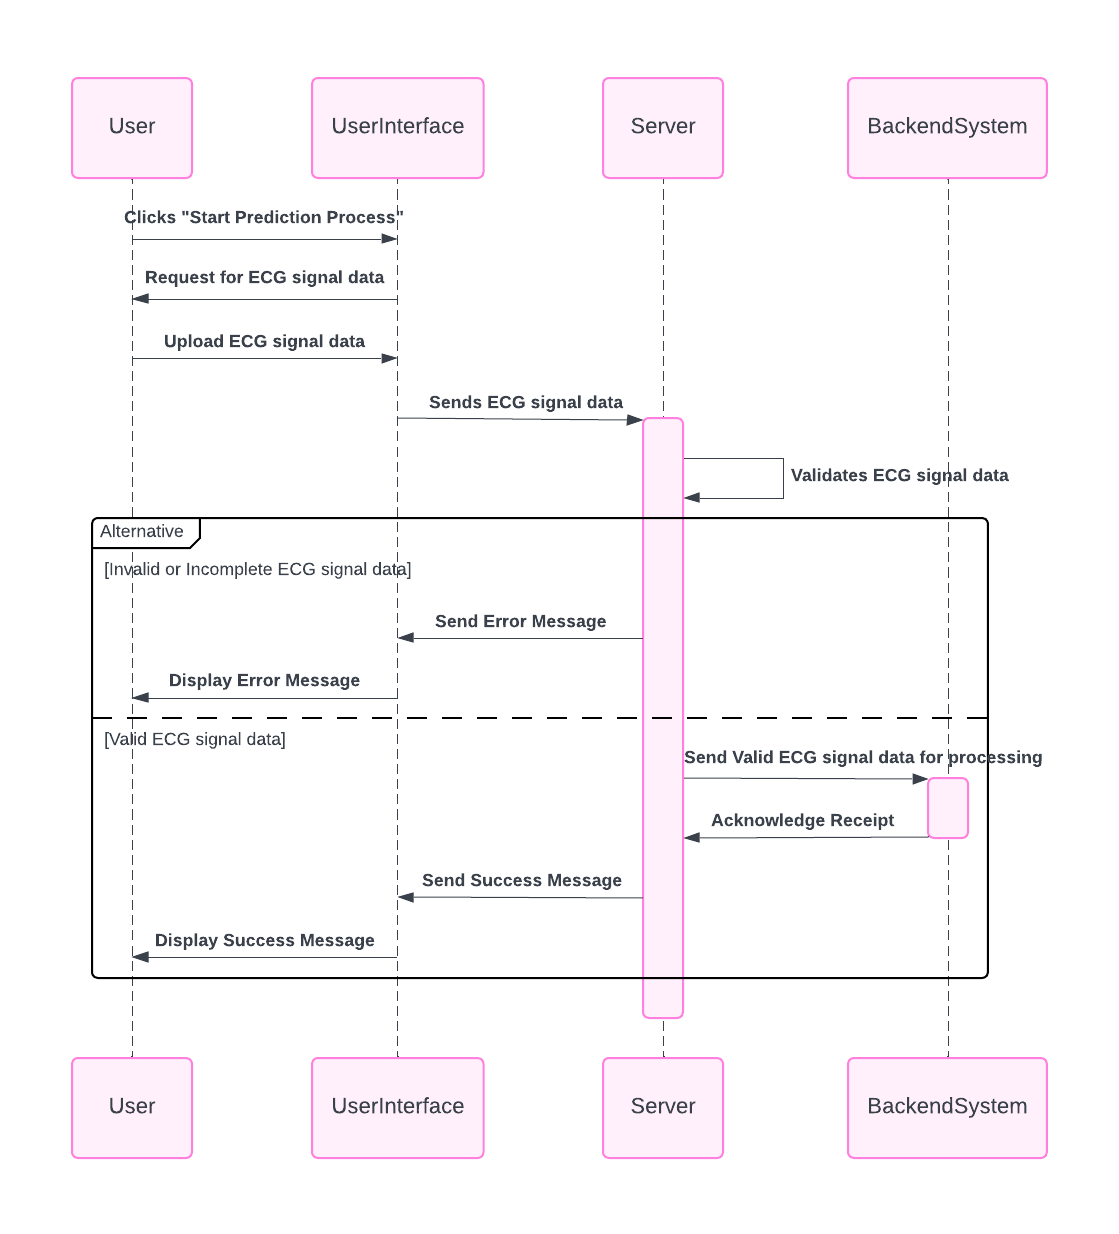 User
UserInterface
Server
BackendSystem
Clicks "Start Prediction Process"
Request for ECG signal data
Upload ECG signal data
Sends ECG signal data
Validates ECG signal data
Alternative
[Invalid or Incomplete ECG signal data]
Send Error Message
Display Error Message
[Valid ECG signal data]
Send Valid ECG signal data for processing
Acknowledge Receipt
Send Success Message
Display Success Message
User
UserInterface
Server
BackendSystem